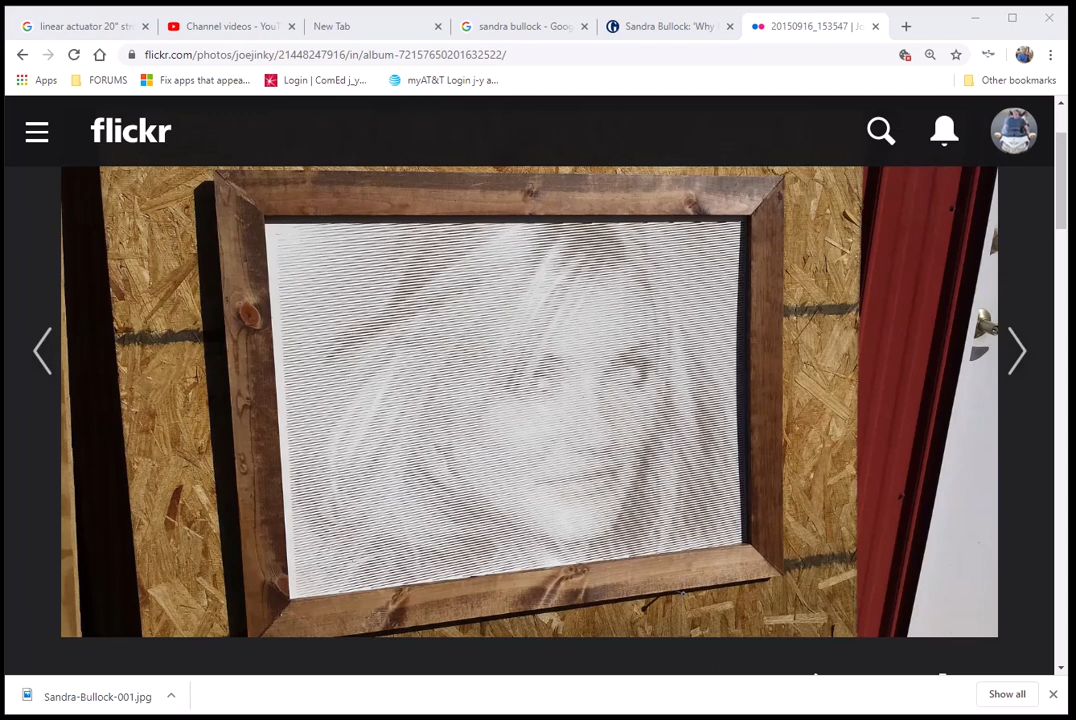 linear actuator 20" str
Channel videos - YouT
New Tab
sandra bullock - Goog
Sandra Bullock: 'Why I
20150916_153547 | Jo
flickr.com/photos/joejinky/21448247916/in/album-72157650201632522/
Apps
FORUMS
Fix apps that appea...
Login | ComEd j_y...
myAT&T Login j-y a...
Other bookmarks
flickr
Sandra-Bullock-001.jpg
Show all